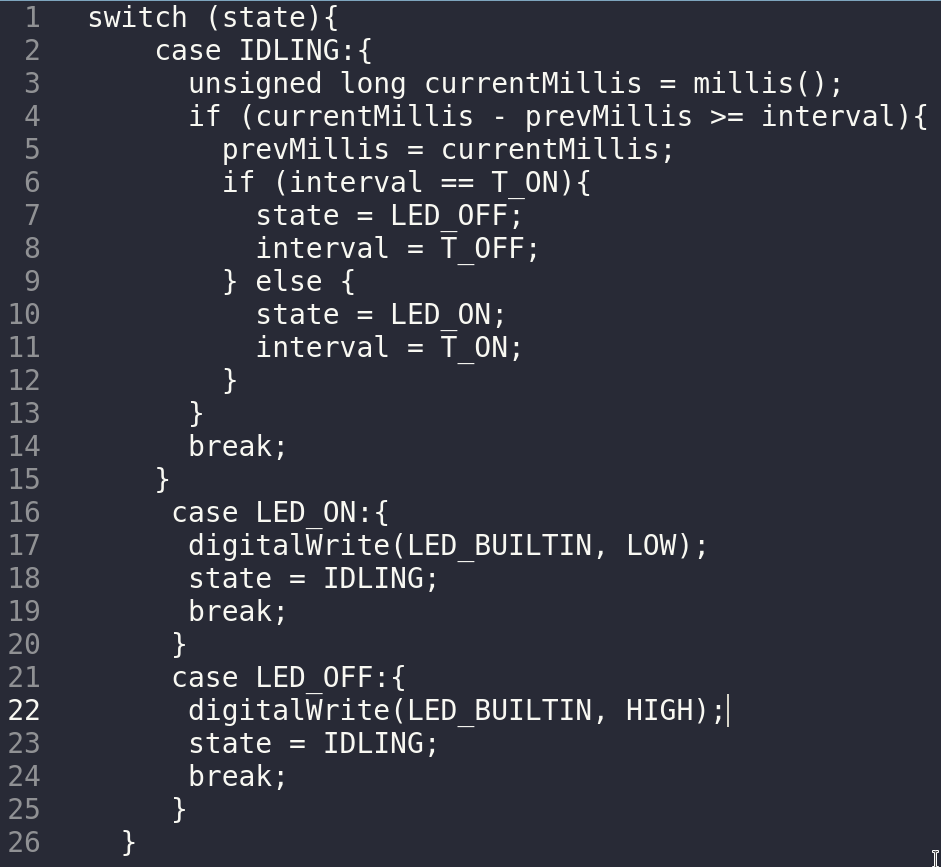 1 switch (state){
2 case IDLING:{
3 unsigned long currentMillis = millis();
4 if (currentMillis - prevMillis >= interval){
5 prevMillis = currentMillis;
6 if (interval == T_ON){
7 state = LED_OFF;
8 interval = T_OFF;
9 } else {
10 state = LED_ON;
11 interval = T_ON;
12 }
13 }
14 break;
15 }
16 case LED_ON:{
17 digitalWrite(LED_BUILTIN, LOW);
18 state = IDLING;
19 break;
20 }
21 case LED_OFF:{
22 digitalWrite(LED_BUILTIN, HIGH);
23 state = IDLING;
24 break;
25 }
26 }